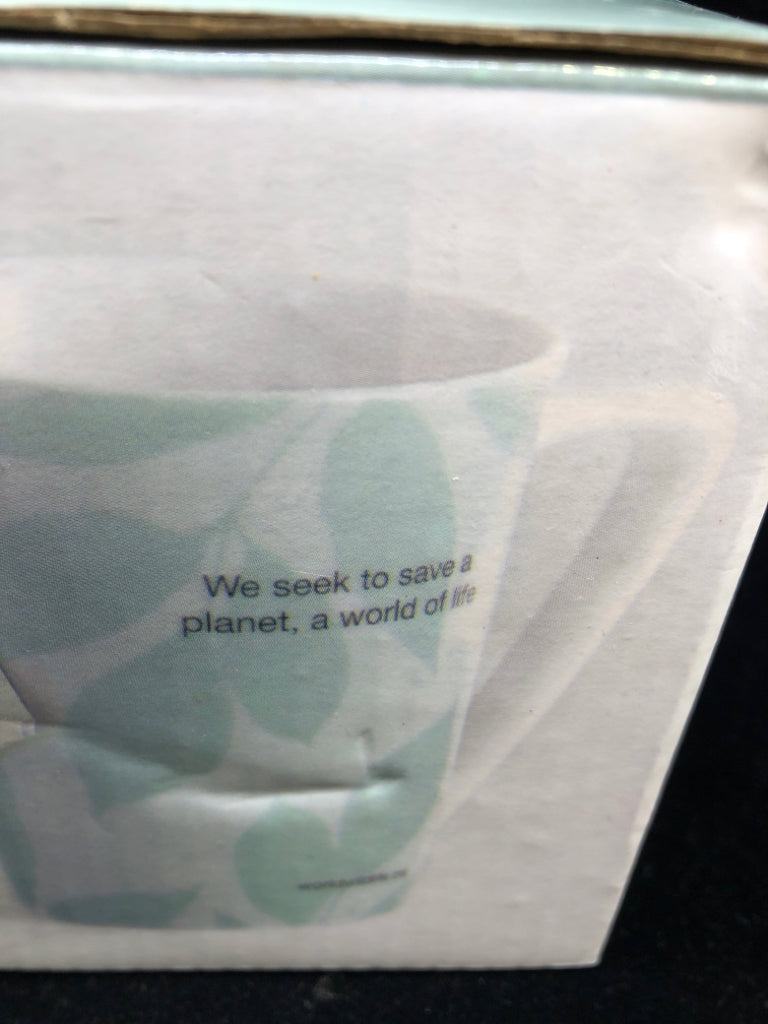 We seek to save a
planet, a world of life